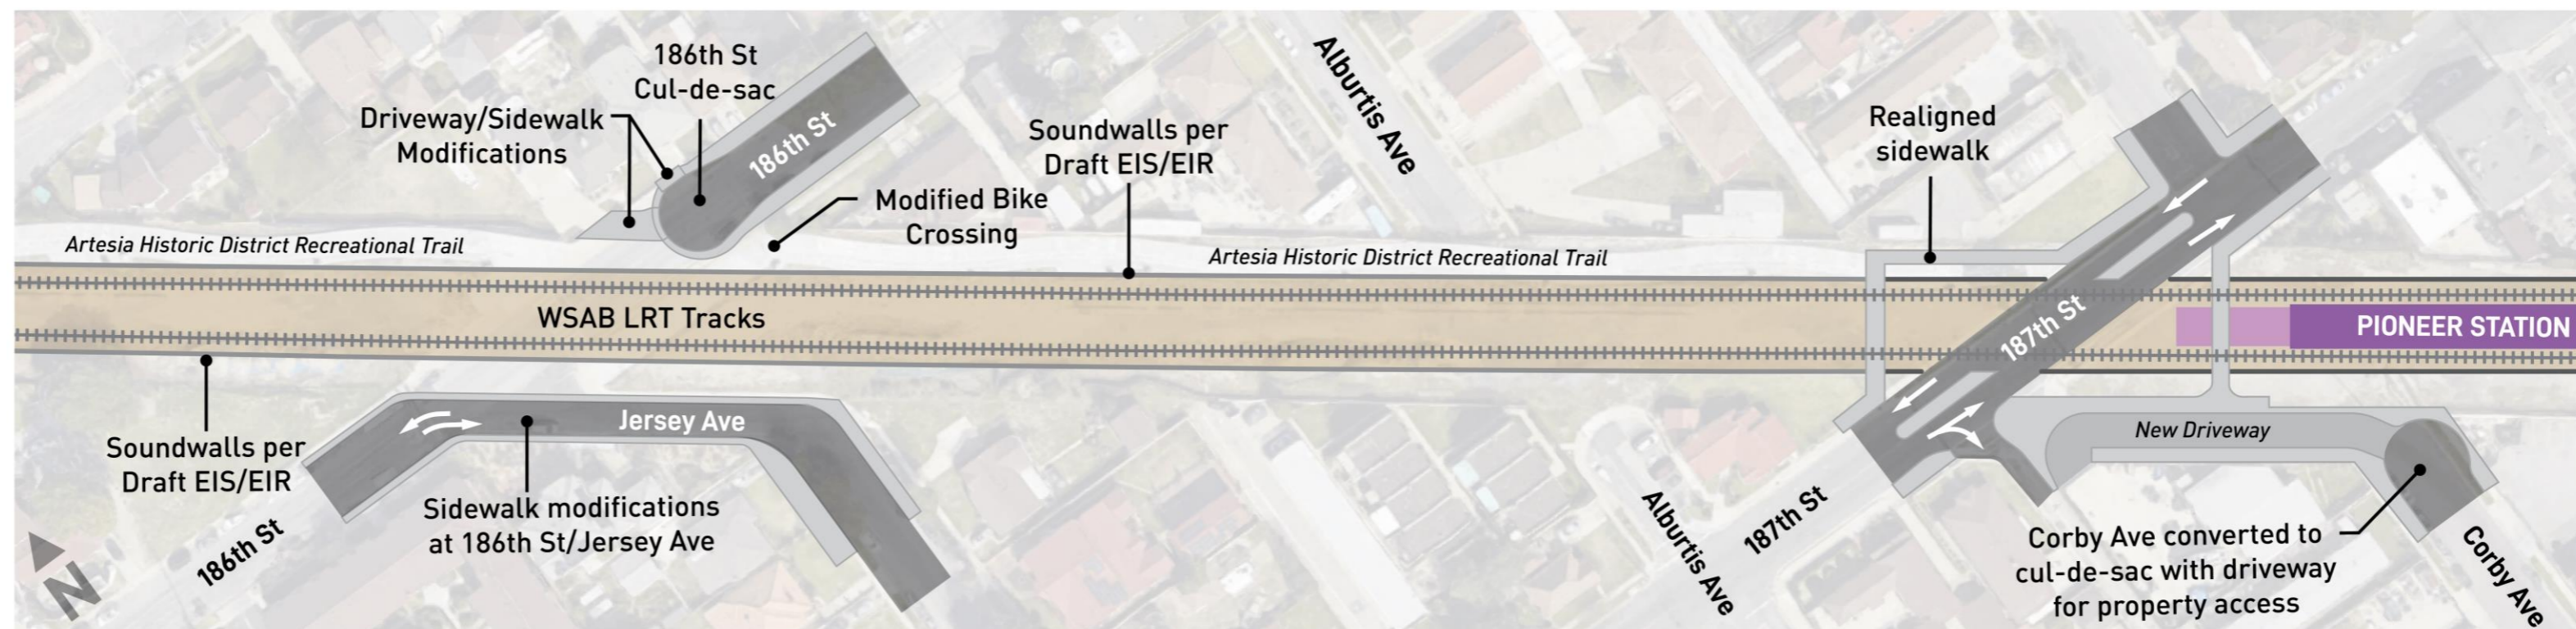 186th St
Cul-de-sac
Driveway/Sidewalk
Modifications
186th St
Soundwalls per
Draft EIS/EIR
Alburtis Ave
Realigned
sidewalk
Modified Bike
Crossing
Artesia Historic District Recreational Trail
Artesia Historic District Recreational Trail
WSAB LRT Tracks
187th St
PIONEER STATION
Soundwalls per
Draft EIS/EIR
Jersey Ave
New Driveway
Sidewalk modifications
at 186th St/Jersey Ave
186th St
N
Alburtis Ave
187th St
Corby Ave converted to
cul-de-sac with driveway
for property access
Corby Ave